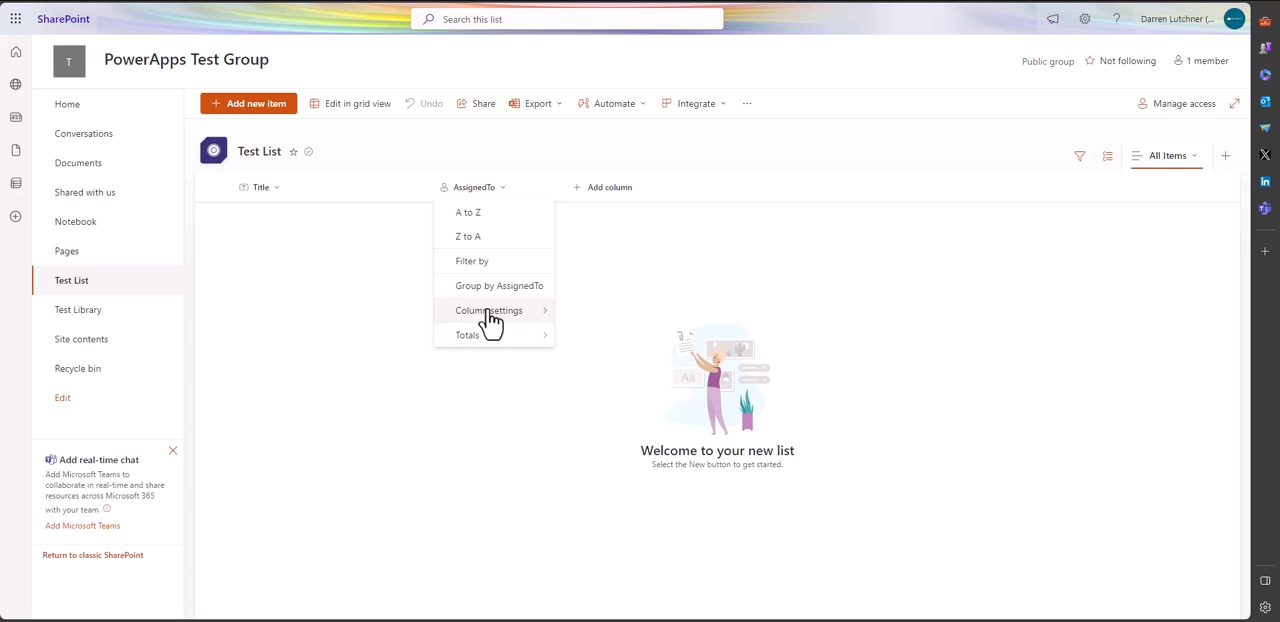 SharePoint
Search this list
Darren Lutchner (...
T
PowerApps Test Group
Public group
Not following
1 member
Home
Conversations
Documents
Shared with us
Notebook
Pages
Test List
Test Library
Site contents
Recycle bin
Edit
Add new item
Edit in grid view
Undo
Share
Export
Automate
Integrate
Manage access
Test List
All Items
Title
AssignedTo
Add column
A to Z
Z to A
Filter by
Group by AssignedTo
Column settings
Totals
Aa
Welcome to your new list
Select the New button to get started.
Add real-time chat
Add Microsoft Teams to
collaborate in real-time and share
resources across Microsoft 365
with your team.
Add Microsoft Teams
Return to classic SharePoint